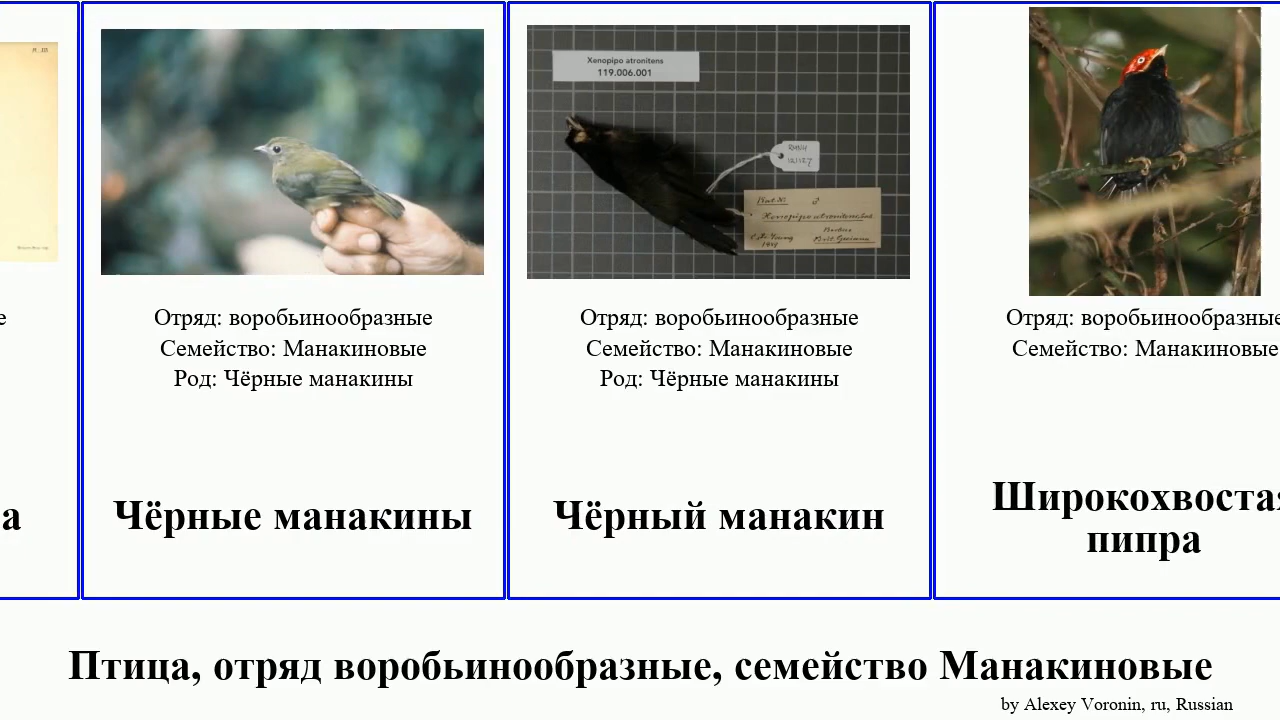 е
а
Отряд: воробьинообразные
Семейство: Манакиновые
Род: Чёрные манакины
Чёрные манакины
Xenopipo atronitens
119.006.001
RMNH
Отряд: воробьинообразные
Семейство: Манакиновые
Род: Чёрные манакины
Чёрный манакин
Отряд: воробьинообразные
Семейство: Манакиновые
Широкохвостая
пипра
Птица, отряд воробьинообразные, семейство Манакиновые
by Alexey Voronin, ru, Russian